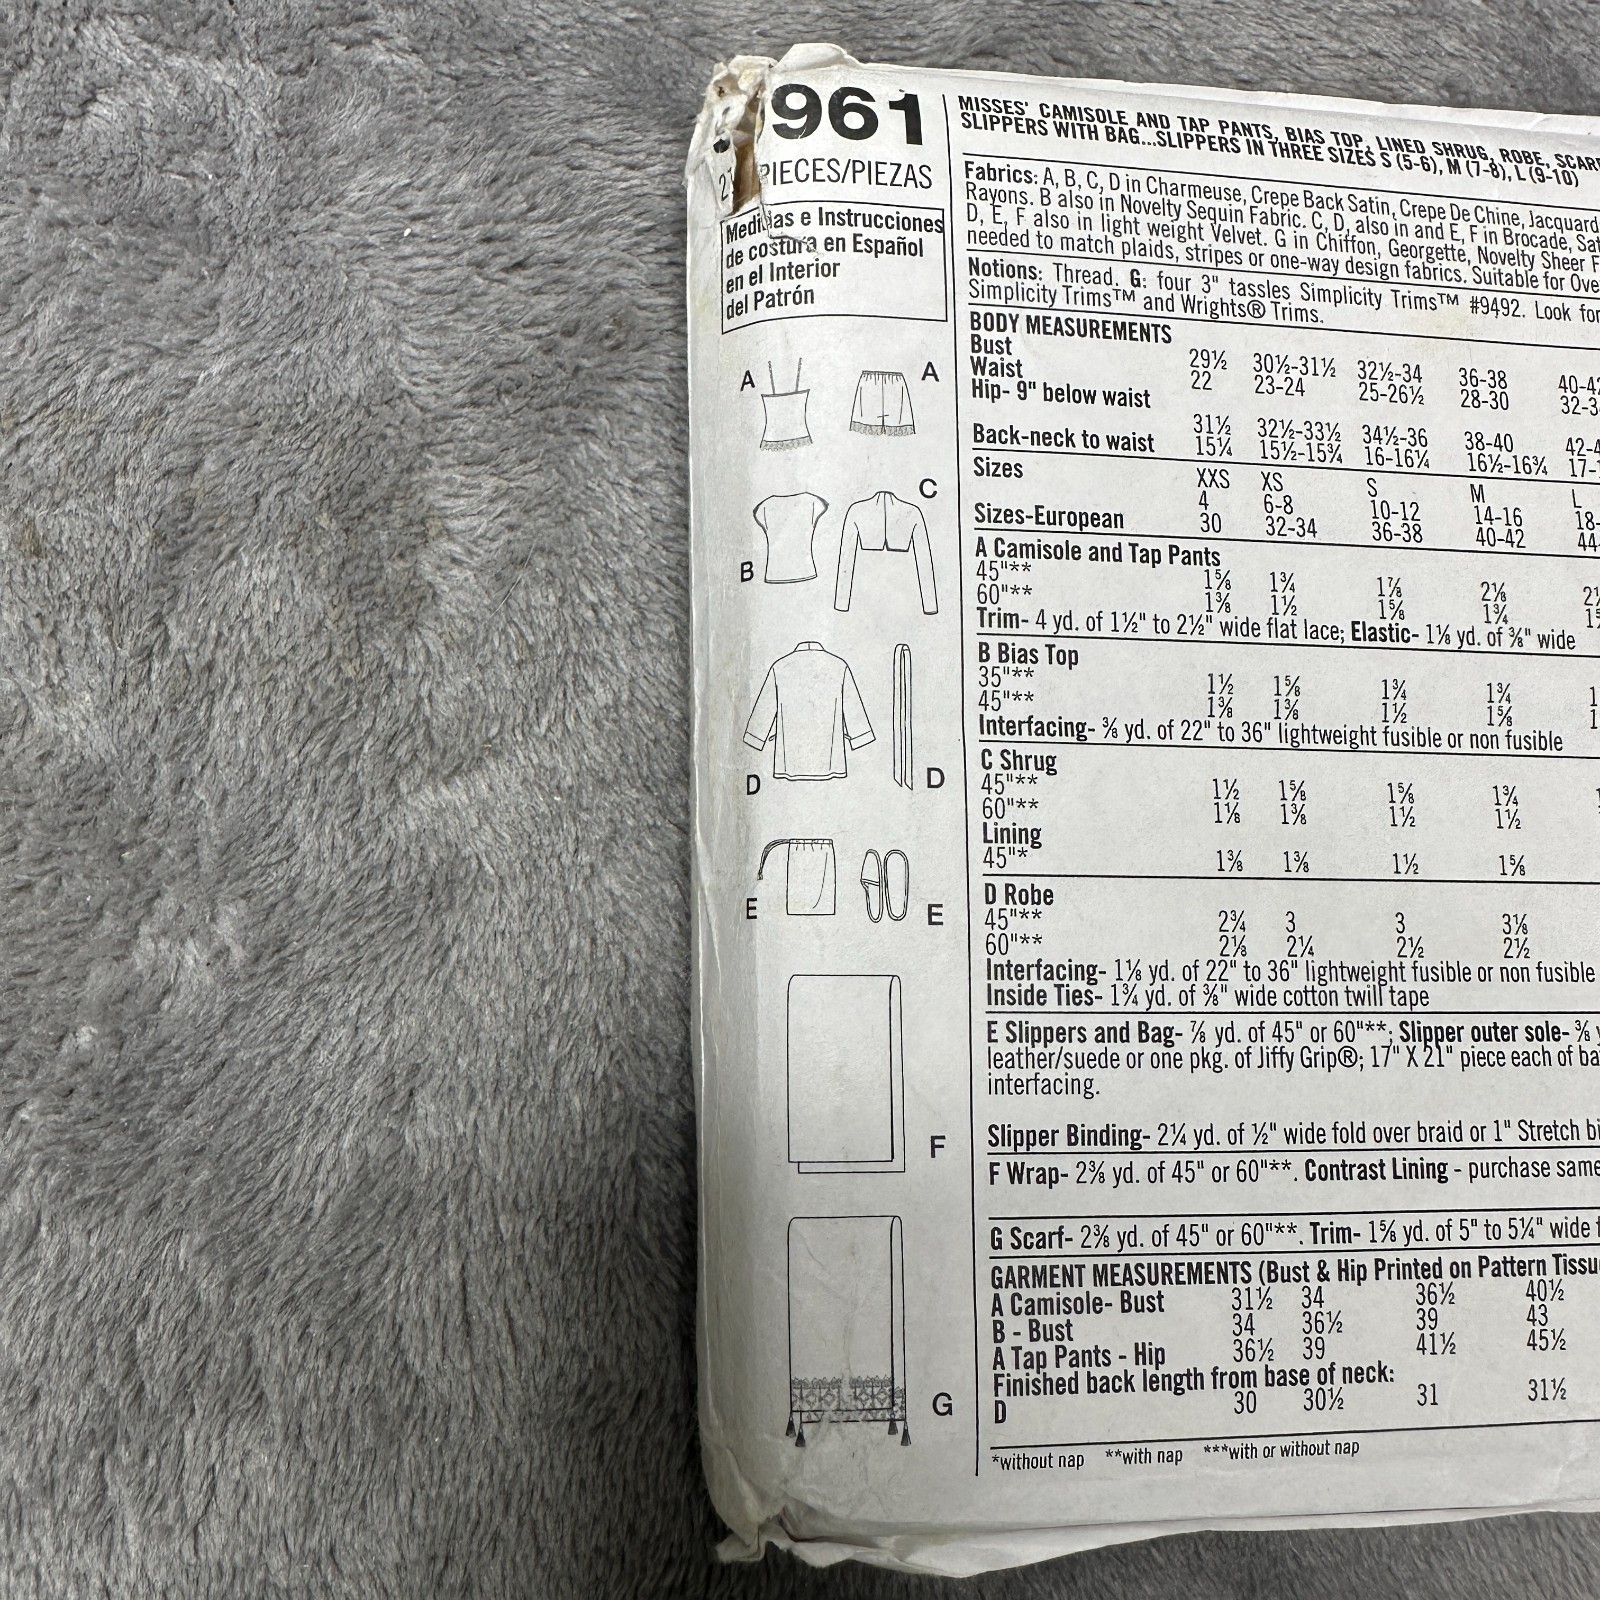 961
PIECES/PIEZAS
Medidas e Instrucciones
de costura en Español
en el Interior
del Patrón
A
A
C
B
D
D
E
E
F
G
MISSES' CAMISOLE AND TAP PANTS, BIAS TOP, LINED SHRUG, ROBE, SCARF
SLIPPERS WITH BAG...SLIPPERS IN THREE SIZES S (5-6), M (7-8), L (9-10)
Fabrics: A, B, C, D in Charmeuse, Crepe Back Satin, Crepe De Chine, Jacquard
Rayons. B also in Novelty Sequin Fabric. C, D, also in and E, F in Brocade, Sat
D, E, F also in light weight Velvet. G in Chiffon, Georgette, Novelty Sheer F
needed to match plaids, stripes or one-way design fabrics. Suitable for Ove
Notions: Thread. G: four 3" tassles Simplicity Trims™ #9492. Look for
Simplicity Trims™ and Wrights® Trims.
BODY MEASUREMENTS
Bust 29½ 30½-31½ 32½-34 36-38 40-42
Waist 22 23-24 25-26½ 28-30 32-3
Hip- 9" below waist
31½ 32½-33½ 34½-36 38-40 42-4
Back-neck to waist 15¼ 15½-15¾ 16-16¼ 16½-16¾ 17-
Sizes XXS XS S M L
4 6-8 10-12 14-16 18-
Sizes-European 30 32-34 36-38 40-42 44
A Camisole and Tap Pants
45"** 1⅝ 1¾ 1⅞ 2⅛
60"** 1⅜ 1½ 1⅝ 1¾
Trim- 4 yd. of 1½" to 2½" wide flat lace; Elastic- 1⅛ yd. of ⅜" wide
B Bias Top
35"** 1½ 1⅝ 1¾ 1¾ 1
45"** 1⅜ 1⅜ 1½ 1⅝ 1
Interfacing- ⅜ yd. of 22" to 36" lightweight fusible or non fusible
C Shrug
45"** 1½ 1⅝ 1⅝ 1¾
60"** 1⅛ 1⅜ 1½ 1½
Lining
45"* 1⅜ 1⅜ 1½ 1⅝
D Robe
45"** 2¾ 3 3 3⅛
60"** 2⅛ 2¼ 2½ 2½
Interfacing- 1⅛ yd. of 22" to 36" lightweight fusible or non fusible
Inside Ties- 1¾ yd. of ⅜" wide cotton twill tape
E Slippers and Bag- ⅞ yd. of 45" or 60"**; Slipper outer sole- ⅜ y
leather/suede or one pkg. of Jiffy Grip®; 17" X 21" piece each of ba
interfacing.
Slipper Binding- 2¼ yd. of ½" wide fold over braid or 1" Stretch bi
F Wrap- 2⅜ yd. of 45" or 60"**. Contrast Lining - purchase same
G Scarf- 2⅜ yd. of 45" or 60"**. Trim- 1⅝ yd. of 5" to 5¼" wide f
GARMENT MEASUREMENTS (Bust & Hip Printed on Pattern Tissu
A Camisole- Bust 31½ 34 36½ 40½
B - Bust 34 36½ 39 43
A Tap Pants - Hip 36½ 39 41½ 45½
Finished back length from base of neck:
D 30 30½ 31 31½
*without nap **with nap ***with or without nap